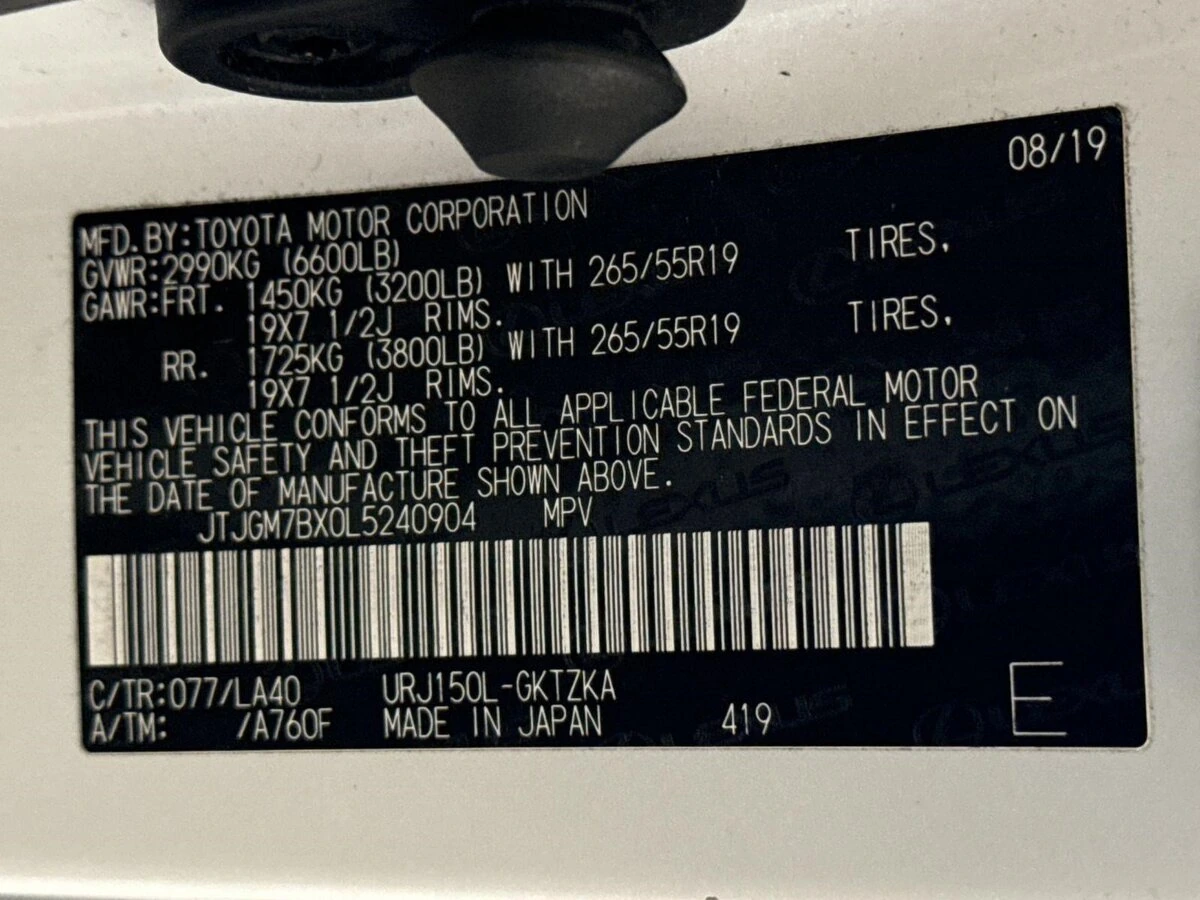 08/19
MFD. BY:TOYOTA MOTOR CORPORATION
GVWR:2990KG (6600LB)
GAWR:FRT. 1450KG (3200LB) WITH 265/55R19 TIRES,
19X7 1/2J RIMS.
RR. 1725KG (3800LB) WITH 265/55R19 TIRES,
19X7 1/2J RIMS.
THIS VEHICLE CONFORMS TO ALL APPLICABLE FEDERAL MOTOR
VEHICLE SAFETY AND THEFT PREVENTION STANDARDS IN EFFECT ON
THE DATE OF MANUFACTURE SHOWN ABOVE.
JTJGM7BX0L5240904 MPV
LEXUS LEXUS
C/TR:077/LA40 URJ150L-GKTZKA
A/TM: /A760F MADE IN JAPAN 419 E
LEXUS